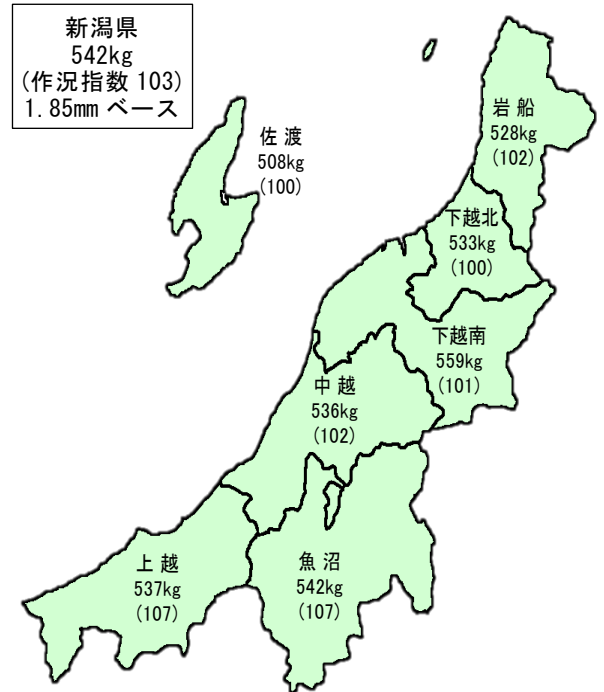 新潟県
542kg
(作況指数 103)
1.85mm ベース
佐 渡
508kg
(100)
岩 船
528kg
(102)
下越北
533kg
(100)
下越南
559kg
(101)
中 越
536kg
(102)
上 越
537kg
(107)
魚 沼
542kg
(107)